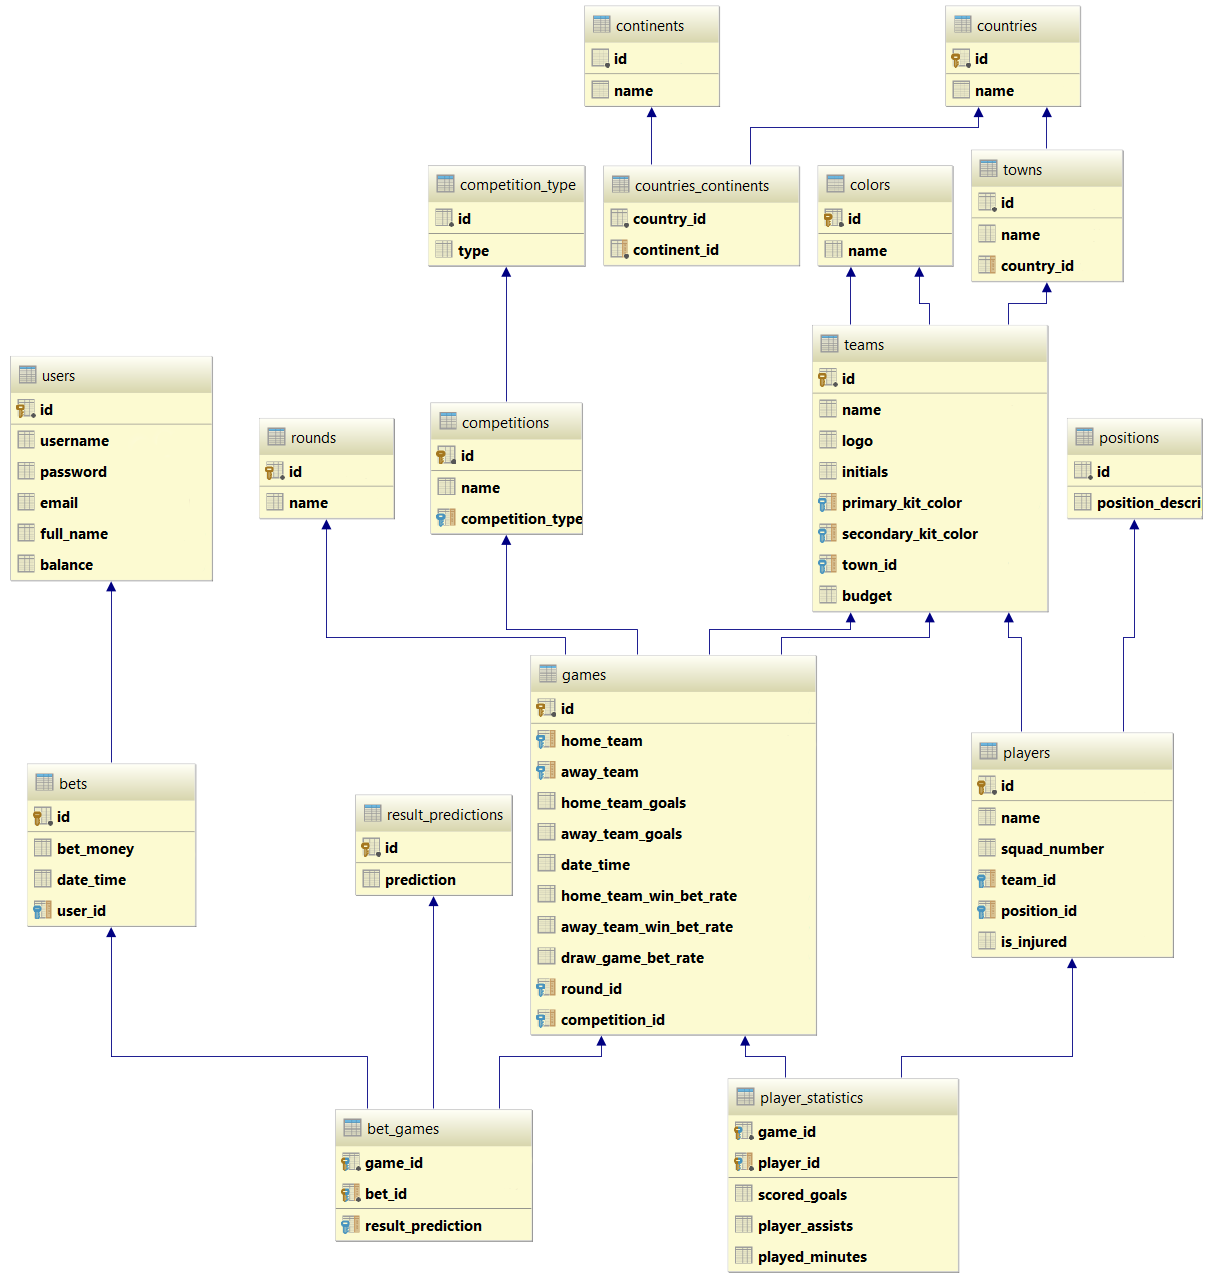 continents
id
name
countries
id
name
competition_type
id
type
countries_continents
country_id
continent_id
colors
id
name
towns
id
name
country_id
users
id
username
password
email
full_name
balance
rounds
id
name
competitions
id
name
competition_type
teams
id
name
logo
initials
primary_kit_color
secondary_kit_color
town_id
budget
positions
id
position_descri
games
id
home_team
away_team
home_team_goals
away_team_goals
date_time
home_team_win_bet_rate
away_team_win_bet_rate
draw_game_bet_rate
round_id
competition_id
players
id
name
squad_number
team_id
position_id
is_injured
bets
id
bet_money
date_time
user_id
result_predictions
id
prediction
bet_games
game_id
bet_id
result_prediction
player_statistics
game_id
player_id
scored_goals
player_assists
played_minutes